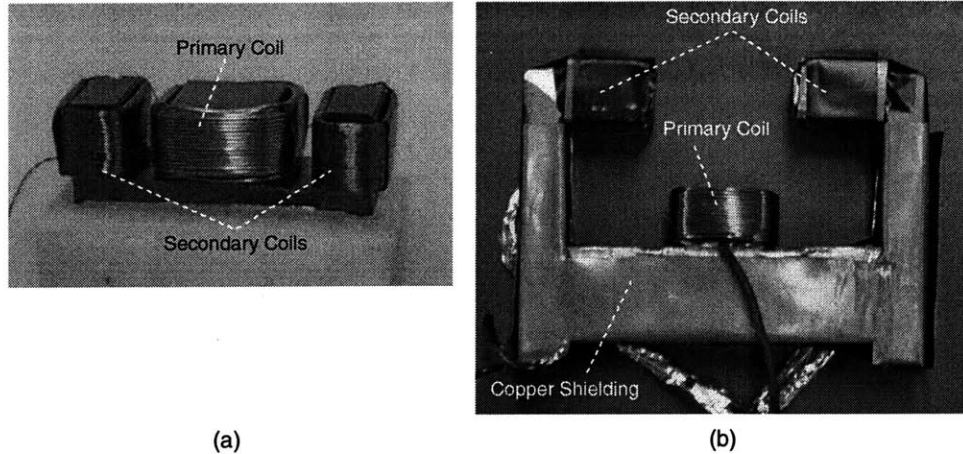 Primary Coil
Secondary Coils
(a)
Secondary Coils
Primary Coil
Copper Shielding
(b)